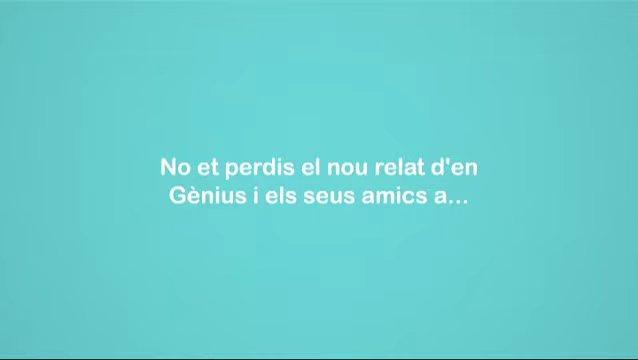 No et perdis el nou relat d'en
Gènius i els seus amics a...